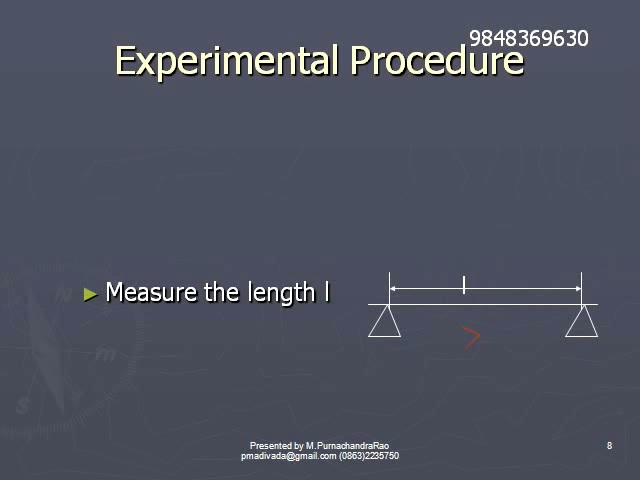 9848369630
Experimental Procedure
► Measure the length l
l
Presented by M.PurnachandraRao
pmadivada@gmail.com (0863)2235750
8